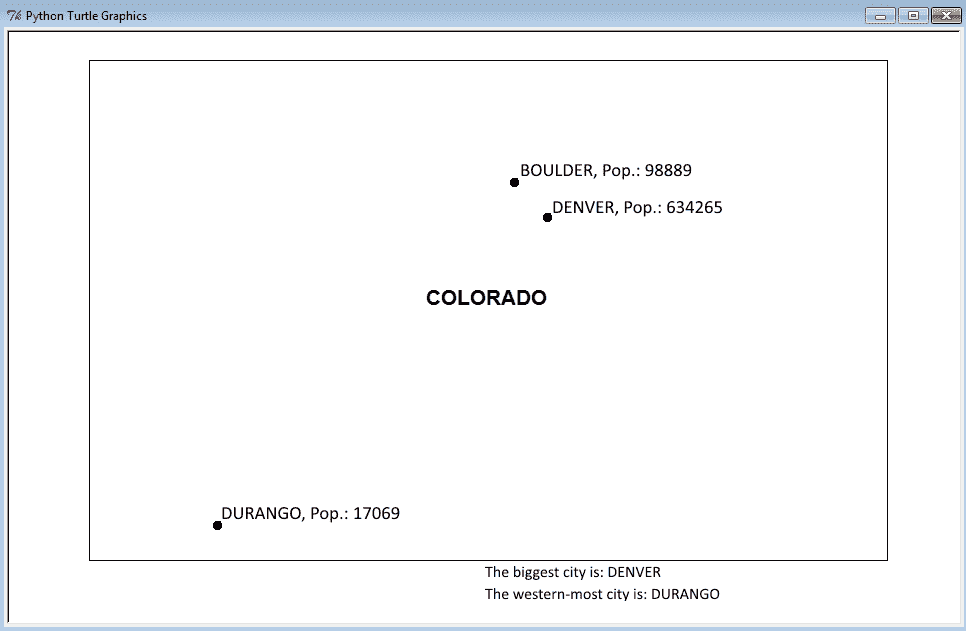 Python Turtle Graphics
BOULDER, Pop.: 98889
DENVER, Pop.: 634265
COLORADO
DURANGO, Pop.: 17069
The biggest city is: DENVER
The western-most city is: DURANGO